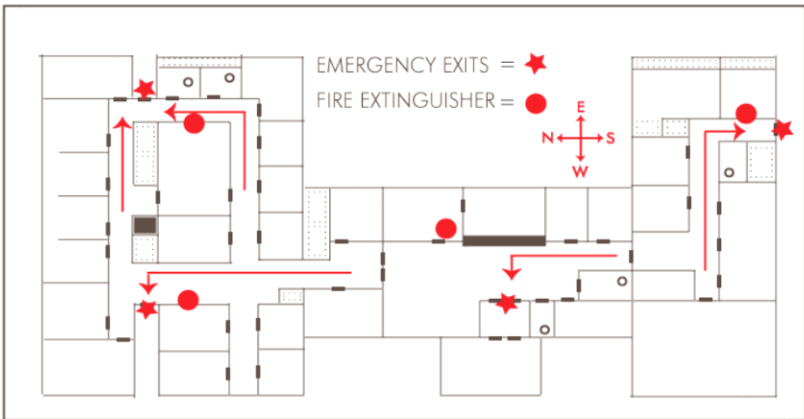 EMERGENCY EXITS =
FIRE EXTINGUISHER =
E
N S
W